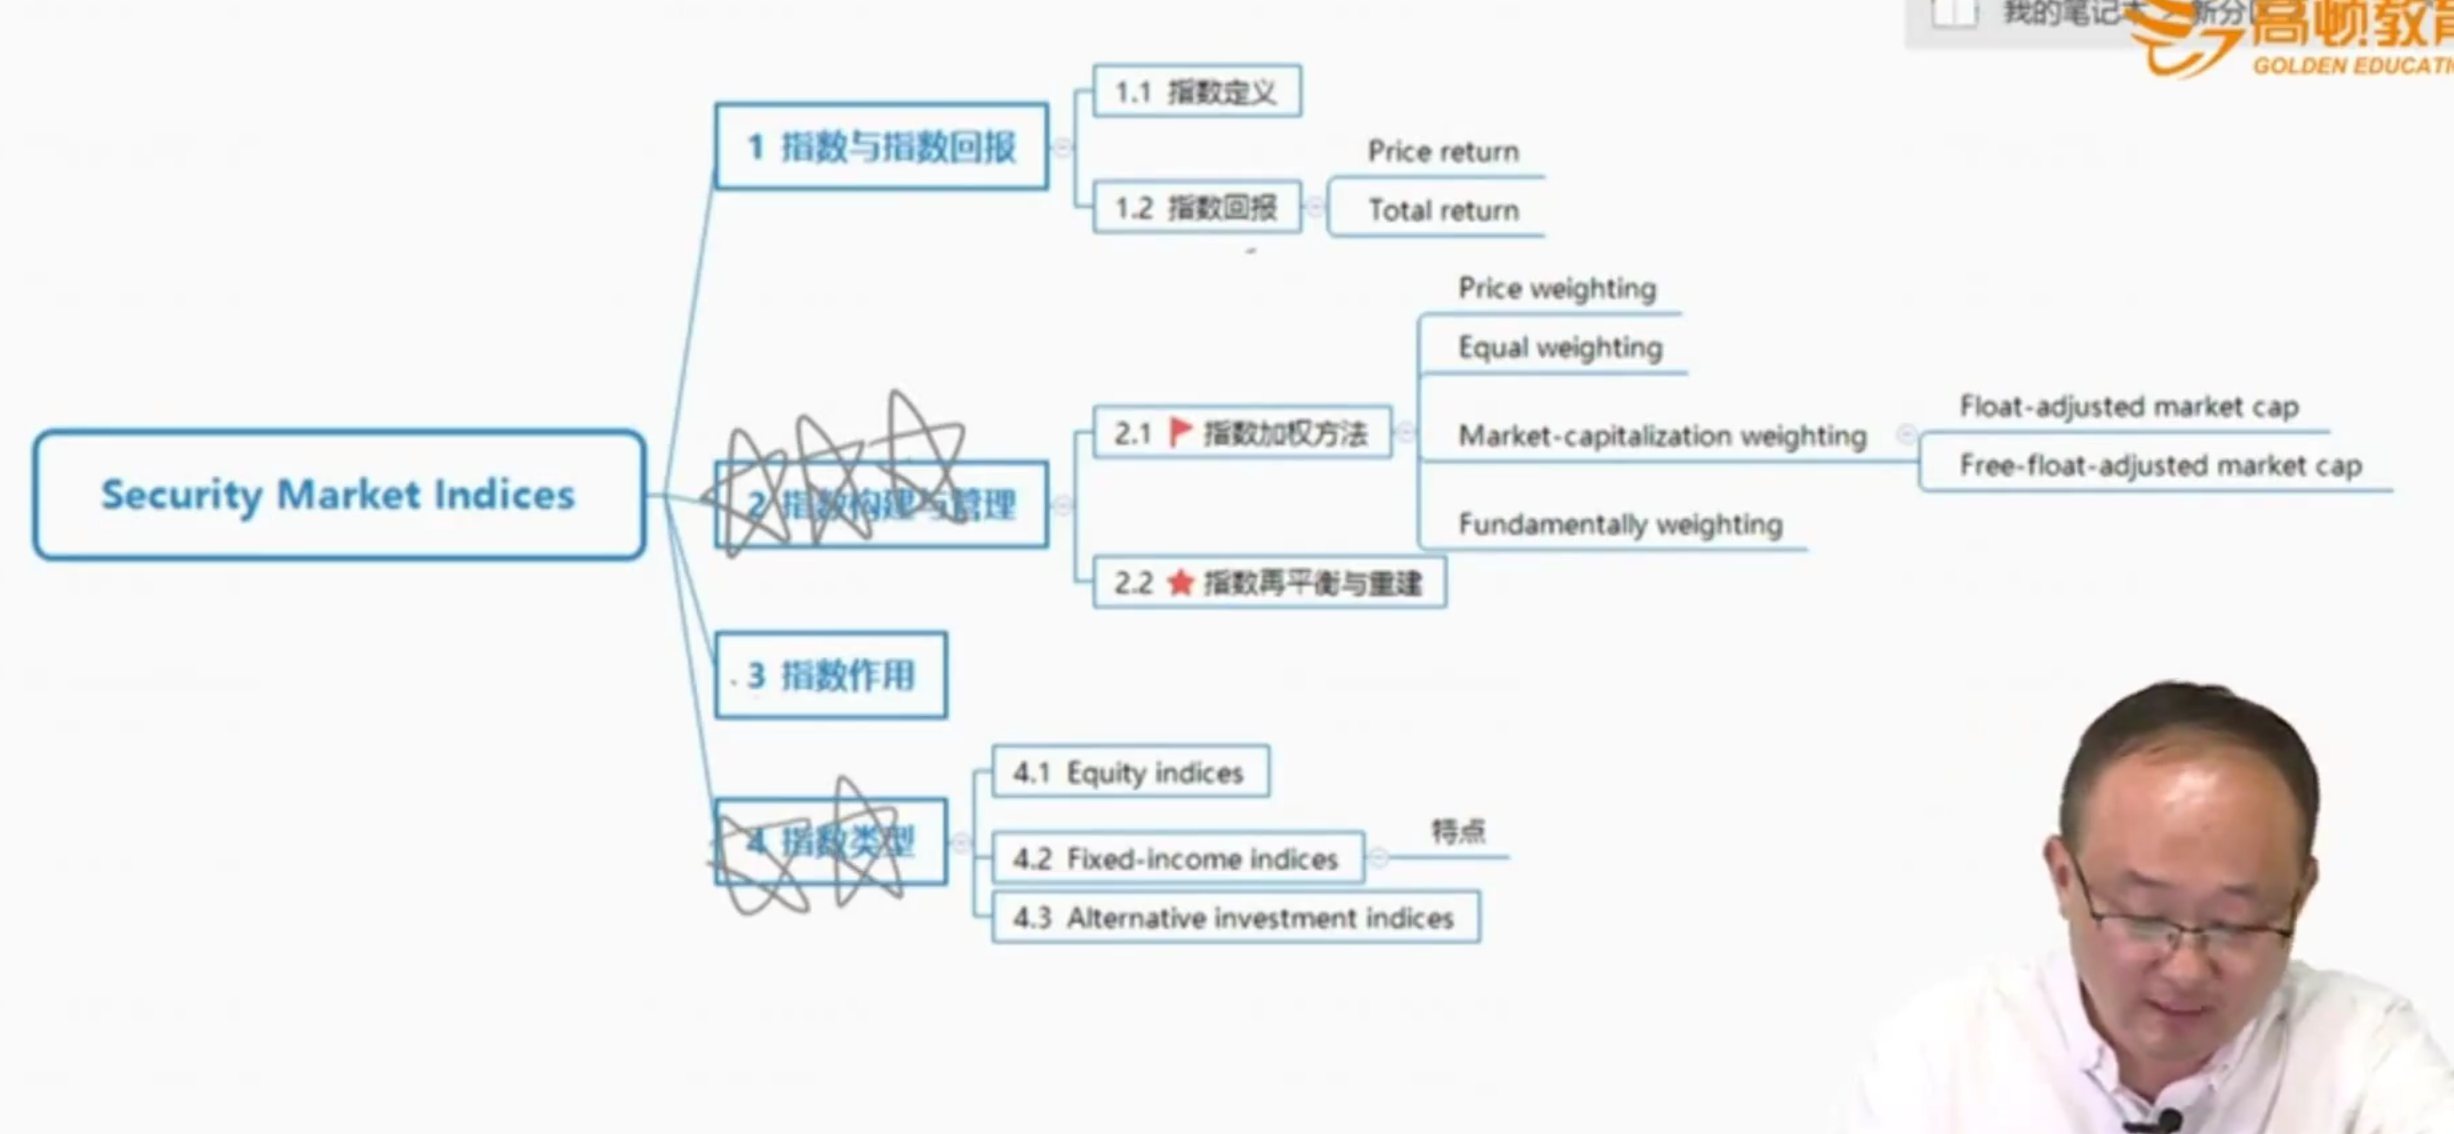 我的笔记本 > 新分
高顿教育
GOLDEN EDUCATI
Security Market Indices
1 指数与指数回报
1.1 指数定义
1.2 指数回报
Price return
Total return
2 指数构建与管理
2.1 指数加权方法
Price weighting
Equal weighting
Market-capitalization weighting
Float-adjusted market cap
Free-float-adjusted market cap
Fundamentally weighting
2.2 指数再平衡与重建
3 指数作用
4 指数类型
4.1 Equity indices
4.2 Fixed-income indices
特点
4.3 Alternative investment indices